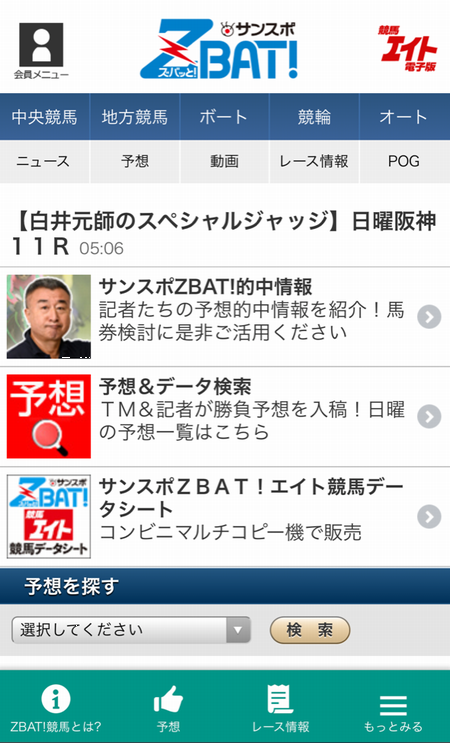 サンスポ
ZBAT!
ズバッと!
競馬
エイト
電子版
会員メニュー
中央競馬 地方競馬 ボート 競輪 オート
ニュース 予想 動画 レース情報 POG
【白井元師のスペシャルジャッジ】日曜阪神
１１Ｒ 05:06
サンスポZBAT!的中情報
記者たちの予想的中情報を紹介！馬
券検討に是非ご活用ください
予想
予想＆データ検索
ＴＭ＆記者が勝負予想を入稿！日曜
の予想一覧はこちら
サンスポ
ZBAT!
競馬
エイト
競馬データシート
サンスポＺＢＡＴ！エイト競馬デー
タシート
コンビニマルチコピー機で販売
予想を探す
選択してください 検 索
ZBAT!競馬とは? 予想 レース情報 もっとみる